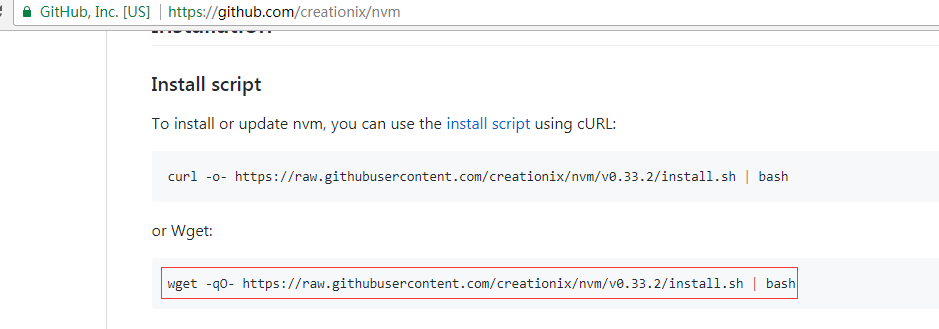 GitHub, Inc. [US] https://github.com/creationix/nvm
Installation
Install script
To install or update nvm, you can use the install script using cURL:
curl -o- https://raw.githubusercontent.com/creationix/nvm/v0.33.2/install.sh | bash
or Wget:
wget -qO- https://raw.githubusercontent.com/creationix/nvm/v0.33.2/install.sh | bash